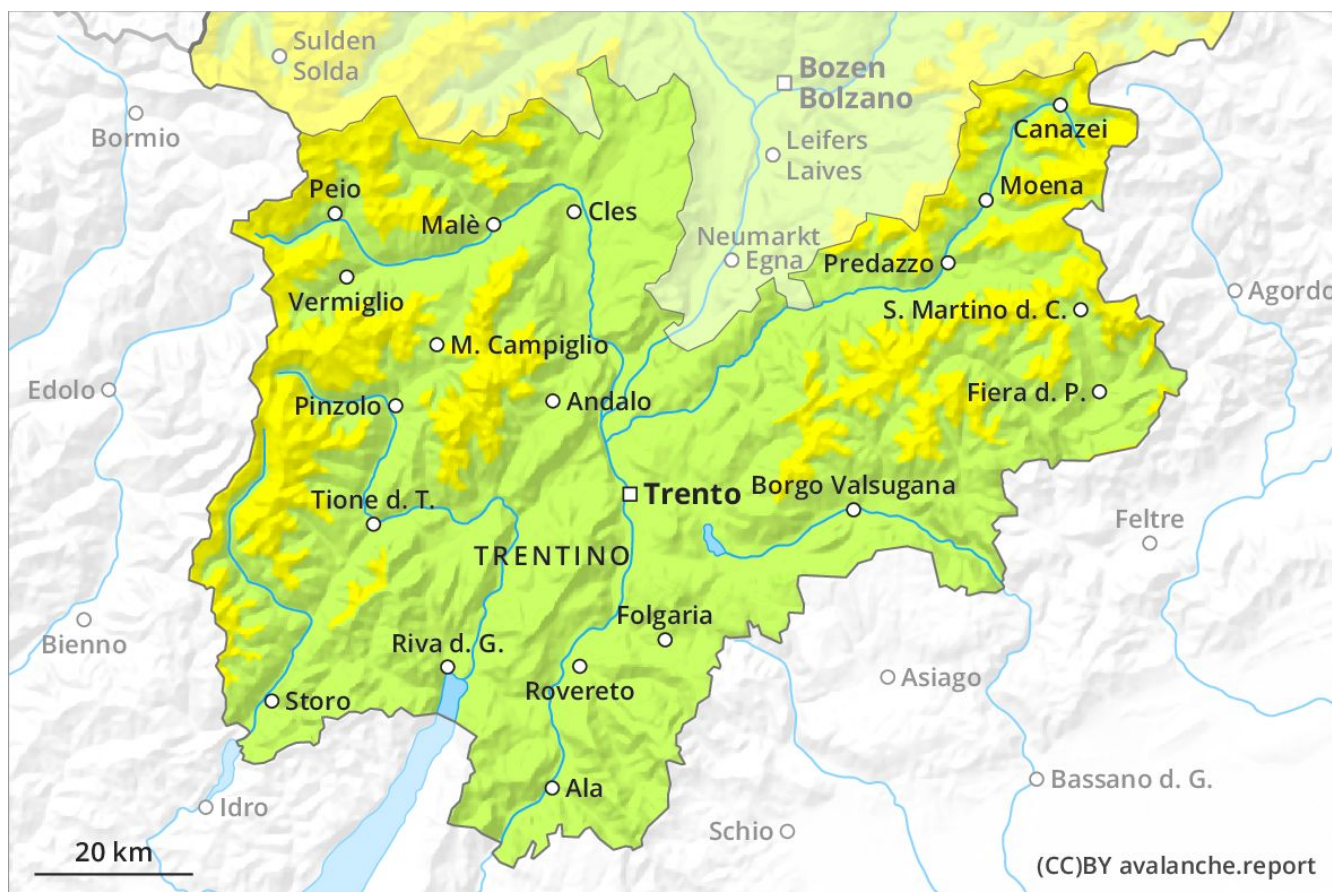 Sulden
Solda
Bozen
Bolzano
Bormio
Canazei
Leifers
Laives
Peio
Moena
Malè
Cles
Neumarkt
Egna
Predazzo
Vermiglio
Agordo
S. Martino d. C.
M. Campiglio
Edolo
Pinzolo
Andalo
Fiera d. P.
Trento
Borgo Valsugana
Tione d. T.
Feltre
TRENTINO
Folgaria
Bienno
Riva d. G.
Asiago
Rovereto
Storo
Bassano d. G.
Ala
Idro
Schio
20 km
(CC)BY avalanche.report